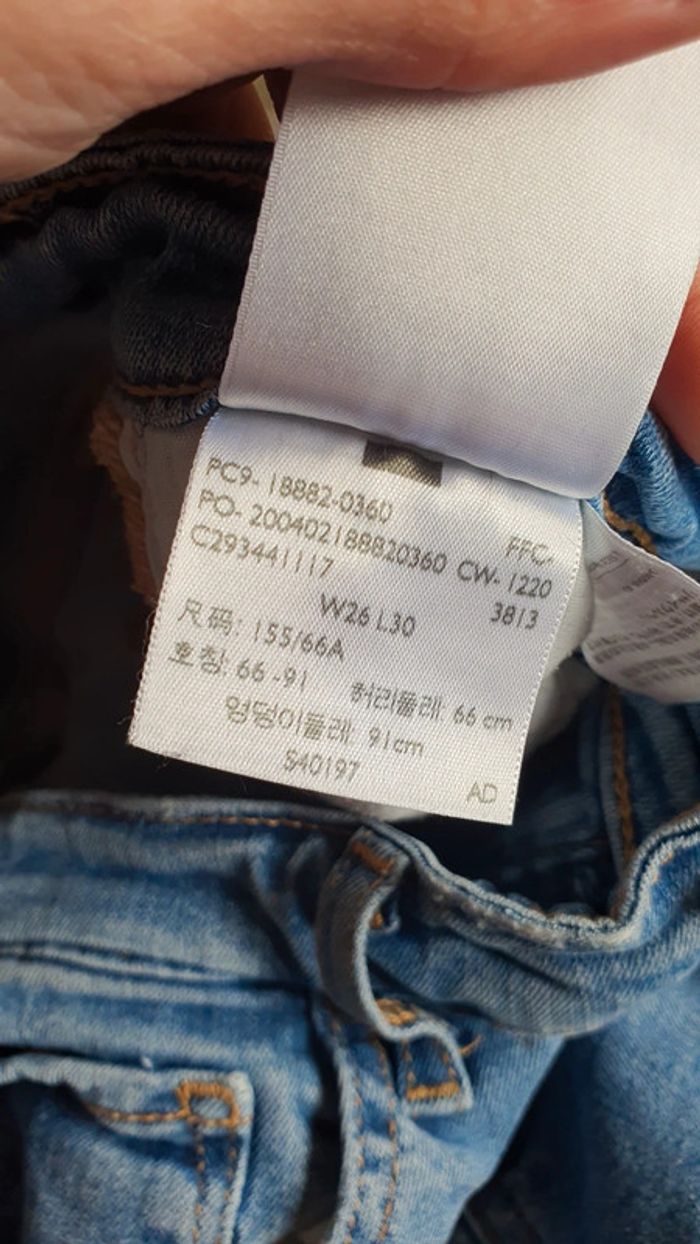 PC9- 18882-0360
PO- 200402188820360 CW- 1220
FFC-
C293441117
3813
W26 L30
尺码: 155/66A
호칭: 66 -91
허리둘레: 66 cm
엉덩이둘레: 91cm
S40197
AD